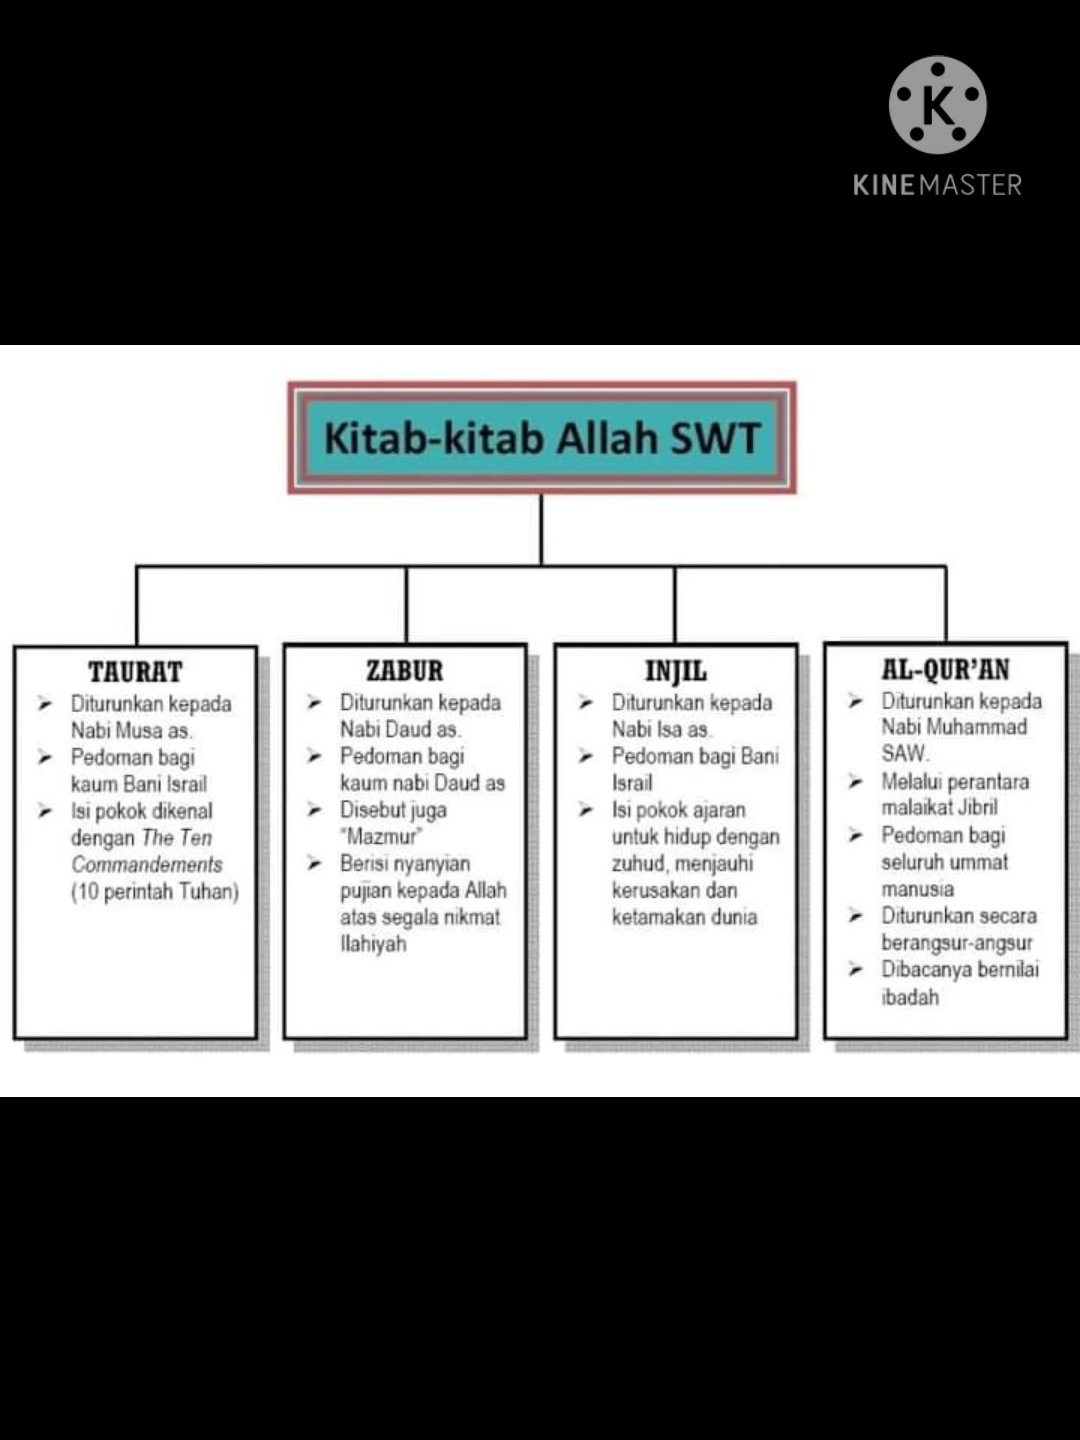 KINEMASTER
Kitab-kitab Allah SWT
TAURAT
➢ Diturunkan kepada
Nabi Musa as.
➢ Pedoman bagi
kaum Bani Israil
➢ Isi pokok dikenal
dengan The Ten
Commandements
(10 perintah Tuhan)
ZABUR
➢ Diturunkan kepada
Nabi Daud as.
➢ Pedoman bagi
kaum nabi Daud as
➢ Disebut juga
"Mazmur"
➢ Berisi nyanyian
pujian kepada Allah
atas segala nikmat
Ilahiyah
INJIL
➢ Diturunkan kepada
Nabi Isa as.
➢ Pedoman bagi Bani
Israil
➢ Isi pokok ajaran
untuk hidup dengan
zuhud, menjauhi
kerusakan dan
ketamakan dunia
AL-QUR'AN
➢ Diturunkan kepada
Nabi Muhammad
SAW.
➢ Melalui perantara
malaikat Jibril
➢ Pedoman bagi
seluruh ummat
manusia
➢ Diturunkan secara
berangsur-angsur
➢ Dibacanya bernilai
ibadah